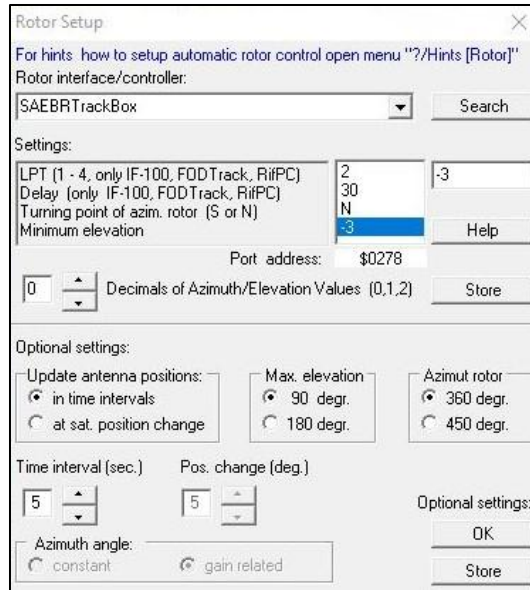 Rotor Setup
For hints how to setup automatic rotor control open menu "?/Hints [Rotor]"
Rotor interface/controller:
SAEBRTrackBox
Search
Settings:
LPT (1 - 4, only IF-100, FODTrack, RifPC)
2
-3
Delay (only IF-100, FODTrack, RifPC)
30
Turning point of azim. rotor (S or N)
N
Minimum elevation
-3
Help
Port address: $0278
0
Decimals of Azimuth/Elevation Values (0,1,2)
Store
Optional settings:
Update antenna positions:
Max. elevation
Azimut rotor
in time intervals
90 degr.
360 degr.
at sat. position change
180 degr.
450 degr.
Time interval (sec.)
Pos. change (deg.)
5
5
Optional settings:
OK
Azimuth angle:
constant
gain related
Store